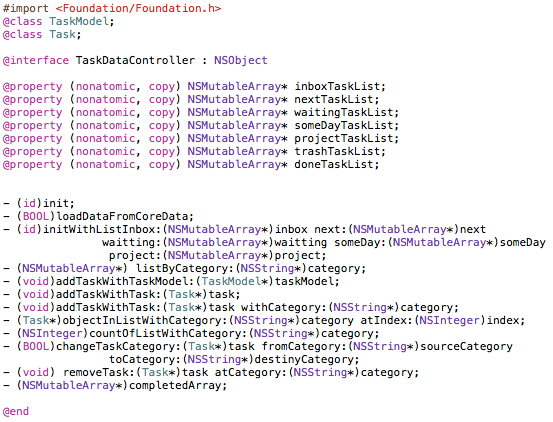 #import <Foundation/Foundation.h>
@class TaskModel;
@class Task;
@interface TaskDataController : NSObject
@property (nonatomic, copy) NSMutableArray* inboxTaskList;
@property (nonatomic, copy) NSMutableArray* nextTaskList;
@property (nonatomic, copy) NSMutableArray* waitingTaskList;
@property (nonatomic, copy) NSMutableArray* someDayTaskList;
@property (nonatomic, copy) NSMutableArray* projectTaskList;
@property (nonatomic, copy) NSMutableArray* trashTaskList;
@property (nonatomic, copy) NSMutableArray* doneTaskList;
- (id)init;
- (BOOL)loadDataFromCoreData;
- (id)initWithListInbox:(NSMutableArray*)inbox next:(NSMutableArray*)next
waitting:(NSMutableArray*)waitting someDay:(NSMutableArray*)someDay
project:(NSMutableArray*)project;
- (NSMutableArray*) listByCategory:(NSString*)category;
- (void)addTaskWithTaskModel:(TaskModel*)taskModel;
- (void)addTaskWithTask:(Task*)task;
- (void)addTaskWithTask:(Task*)task withCategory:(NSString*)category;
- (Task*)objectInListWithCategory:(NSString*)category atIndex:(NSInteger)index;
- (NSInteger)countOfListWithCategory:(NSString*)category;
- (BOOL)changeTaskCategory:(Task*)task fromCategory:(NSString*)sourceCategory
toCategory:(NSString*)destinyCategory;
- (void) removeTask:(Task*)task atCategory:(NSString*)category;
- (NSMutableArray*)completedArray;
@end